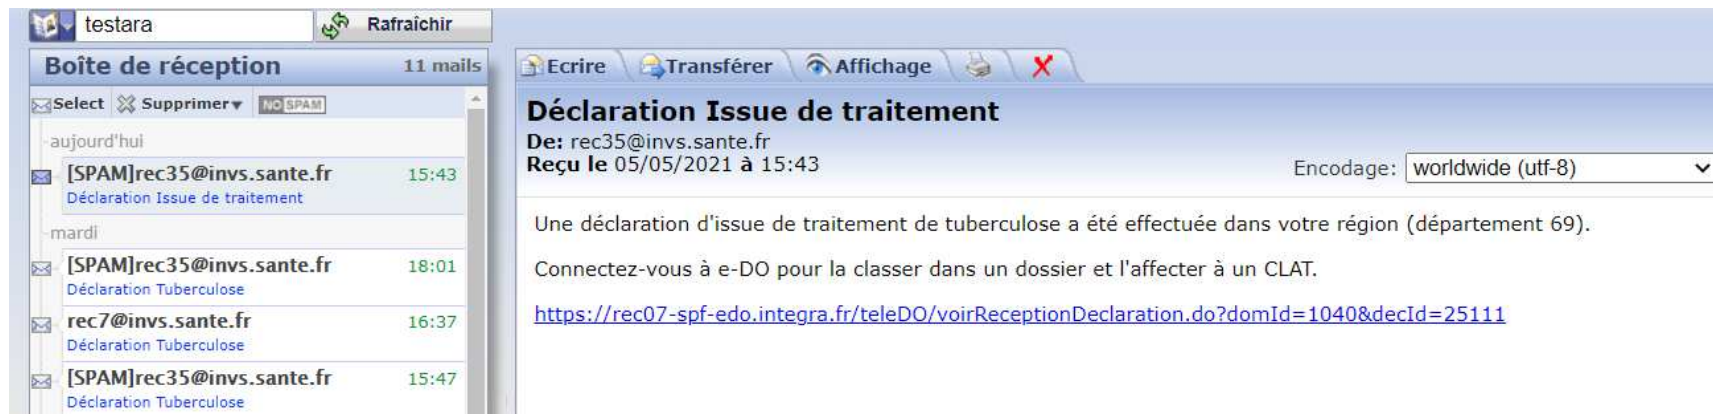 testara
Rafraîchir
Boîte de réception 11 mails
Select Supprimer NO SPAM
aujourd'hui
[SPAM]rec35@invs.sante.fr 15:43
Déclaration Issue de traitement
mardi
[SPAM]rec35@invs.sante.fr 18:01
Déclaration Tuberculose
rec7@invs.sante.fr 16:37
Déclaration Tuberculose
[SPAM]rec35@invs.sante.fr 15:47
Déclaration Tuberculose
Ecrire Transférer Affichage
Déclaration Issue de traitement
De: rec35@invs.sante.fr
Reçu le 05/05/2021 à 15:43
Encodage: worldwide (utf-8)
Une déclaration d'issue de traitement de tuberculose a été effectuée dans votre région (département 69).
Connectez-vous à e-DO pour la classer dans un dossier et l'affecter à un CLAT.
https://rec07-spf-edo.integra.fr/teleDO/voirReceptionDeclaration.do?domId=1040&decId=25111